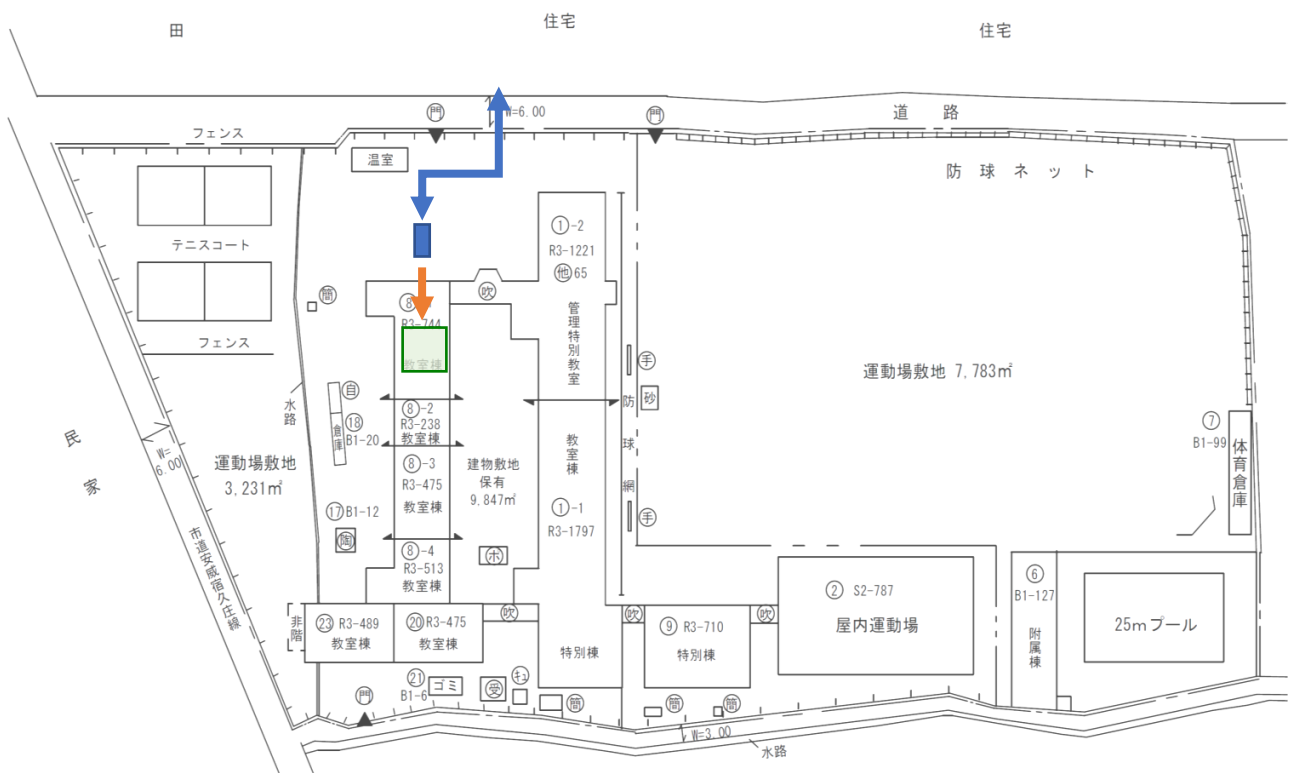 田
住宅
住宅
門
W=6.00
門
道 路
フェンス
温室
防 球 ネ ッ ト
①-2
R3-1221
他 65
テニスコート
簡
吹
⑧
R3-744
教室棟
管理特別教室
フェンス
手
運動場敷地 7,783㎡
自
砂
水路
⑧-2
R3-238
教室棟
⑱
B1-20
倉庫
防球網
⑦
B1-99
体育倉庫
民家
W=
6.00
運動場敷地
3,231㎡
⑧-3
R3-475
教室棟
建物敷地
保有
9,847㎡
教室棟
①-1
R3-1797
手
⑰B1-12
陶
市道安威宿久庄線
⑧-4
R3-513
教室棟
ポ
② S2-787
屋内運動場
⑥
B1-127
附属棟
25mプール
非階
㉓ R3-489
教室棟
⑳R3-475
教室棟
吹
吹
吹
⑨ R3-710
特別棟
特別棟
門
㉑
B1-6
ゴミ
受
キュ
簡
簡
簡
W=3.00
水路